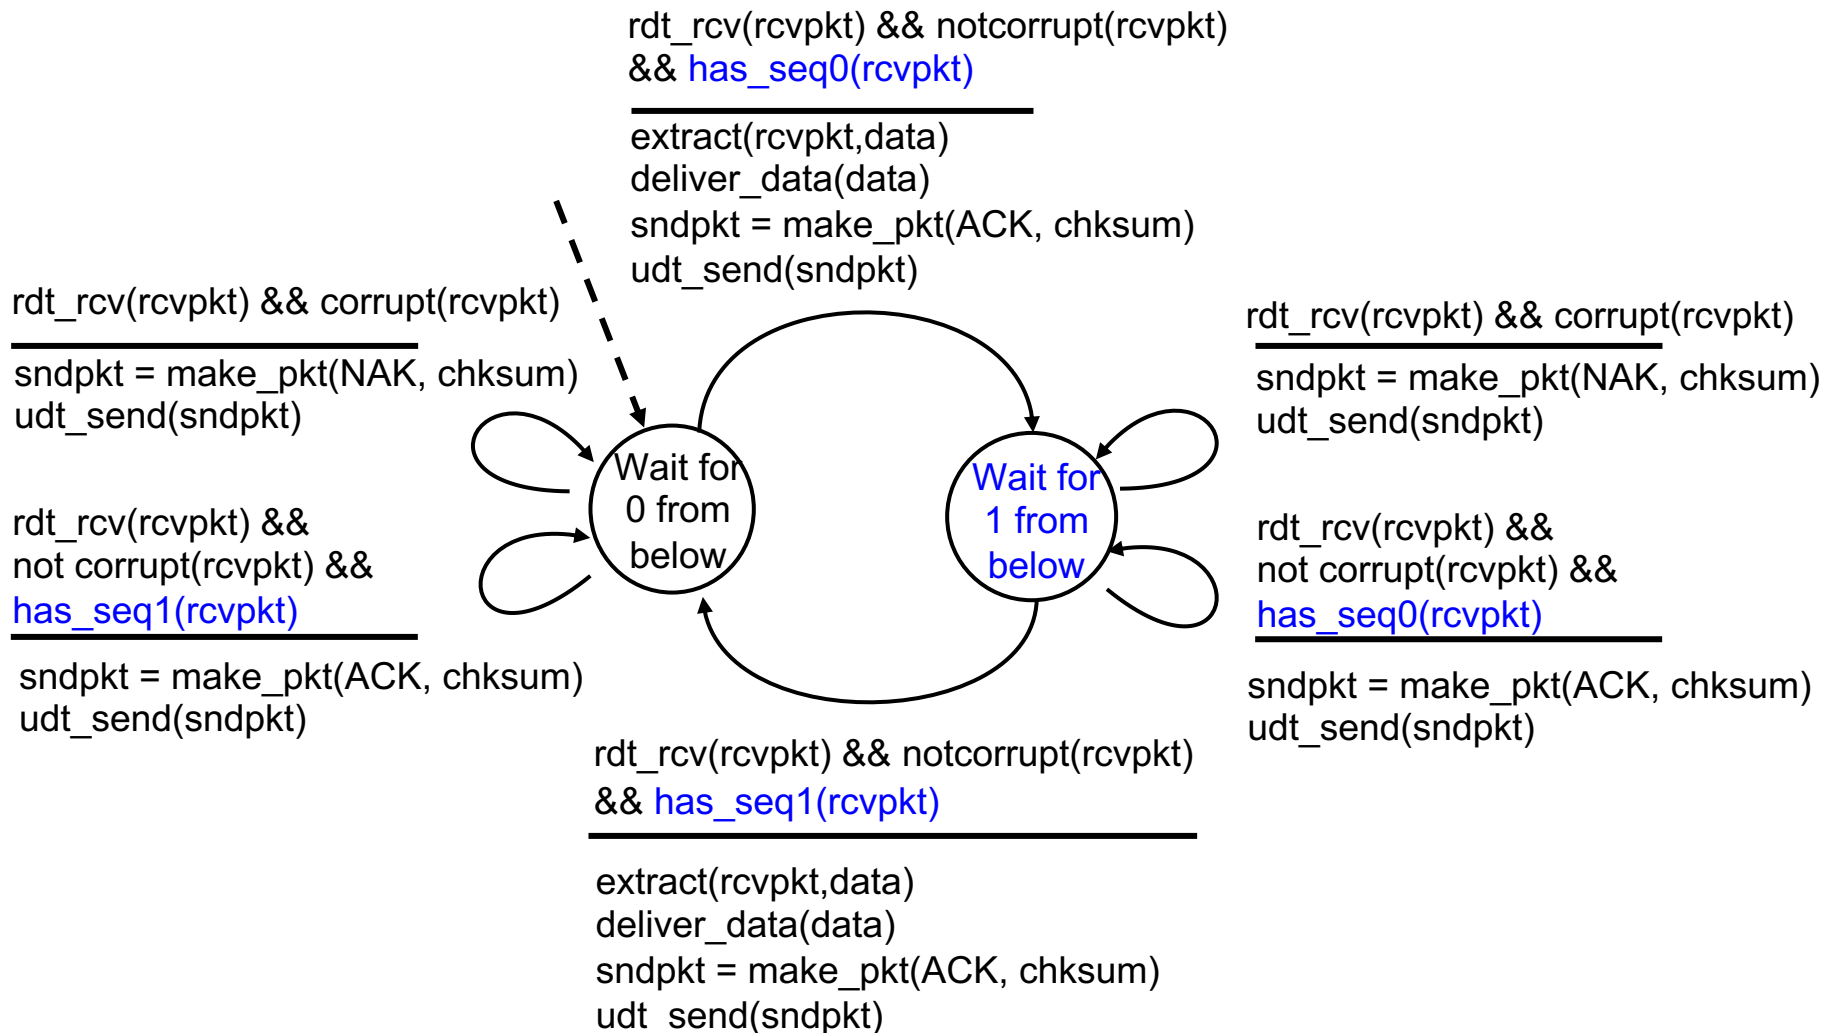 rdt_rcv(rcvpkt) && notcorrupt(rcvpkt)
&& has_seq0(rcvpkt)
extract(rcvpkt,data)
deliver_data(data)
sndpkt = make_pkt(ACK, chksum)
udt_send(sndpkt)
rdt_rcv(rcvpkt) && corrupt(rcvpkt)
sndpkt = make_pkt(NAK, chksum)
udt_send(sndpkt)
rdt_rcv(rcvpkt) &&
not corrupt(rcvpkt) &&
has_seq1(rcvpkt)
sndpkt = make_pkt(ACK, chksum)
udt_send(sndpkt)
Wait for
0 from
below
Wait for
1 from
below
rdt_rcv(rcvpkt) && corrupt(rcvpkt)
sndpkt = make_pkt(NAK, chksum)
udt_send(sndpkt)
rdt_rcv(rcvpkt) &&
not corrupt(rcvpkt) &&
has_seq0(rcvpkt)
sndpkt = make_pkt(ACK, chksum)
udt_send(sndpkt)
rdt_rcv(rcvpkt) && notcorrupt(rcvpkt)
&& has_seq1(rcvpkt)
extract(rcvpkt,data)
deliver_data(data)
sndpkt = make_pkt(ACK, chksum)
udt_send(sndpkt)